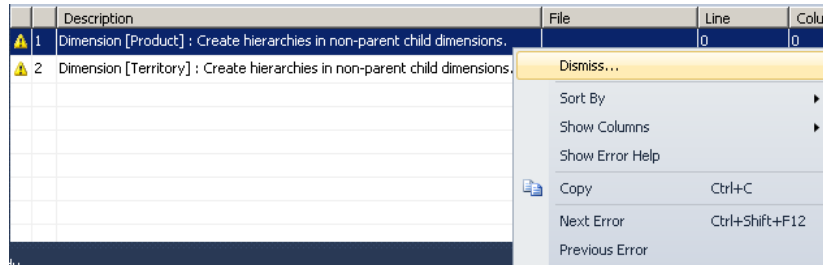 Description File Line Colu
1 Dimension [Product] : Create hierarchies in non-parent child dimensions. 0 0
2 Dimension [Territory] : Create hierarchies in non-parent child dimensions.
Dismiss...
Sort By
Show Columns
Show Error Help
Copy Ctrl+C
Next Error Ctrl+Shift+F12
Previous Error